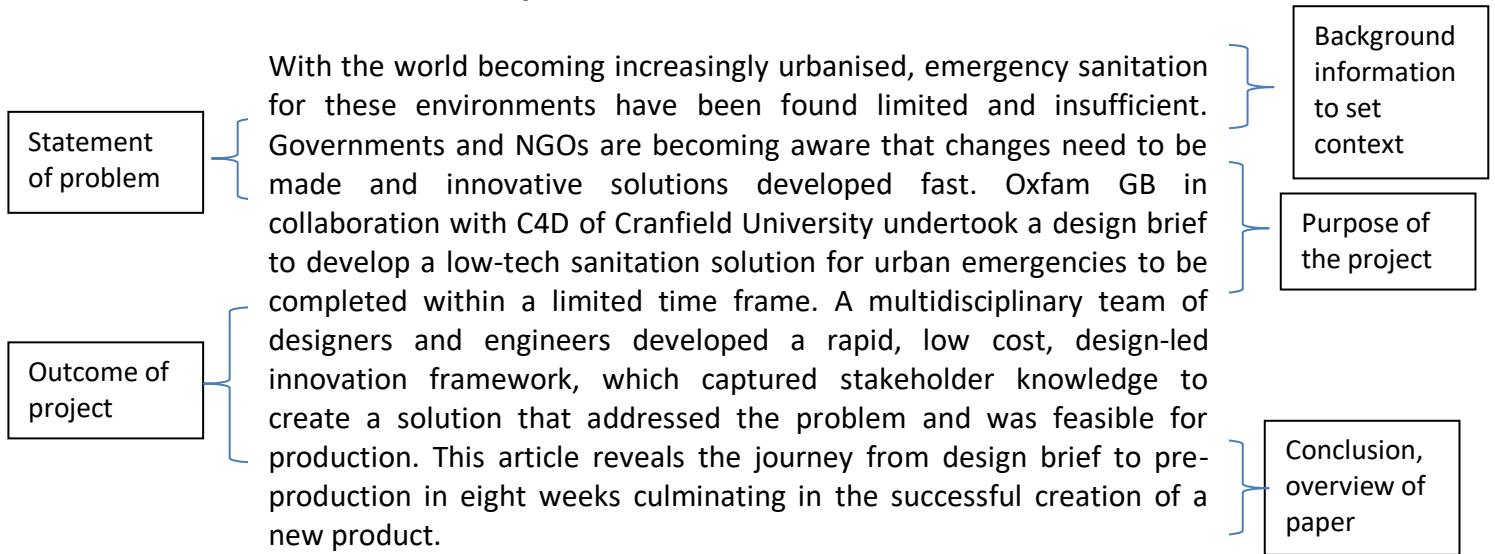 Background
information
to set
context
With the world becoming increasingly urbanised, emergency sanitation
for these environments have been found limited and insufficient.
Governments and NGOs are becoming aware that changes need to be
made and innovative solutions developed fast. Oxfam GB in
collaboration with C4D of Cranfield University undertook a design brief
to develop a low-tech sanitation solution for urban emergencies to be
completed within a limited time frame. A multidisciplinary team of
designers and engineers developed a rapid, low cost, design-led
innovation framework, which captured stakeholder knowledge to
create a solution that addressed the problem and was feasible for
production. This article reveals the journey from design brief to pre-
production in eight weeks culminating in the successful creation of a
new product.
Statement
of problem
Purpose of
the project
Outcome of
project
Conclusion,
overview of
paper